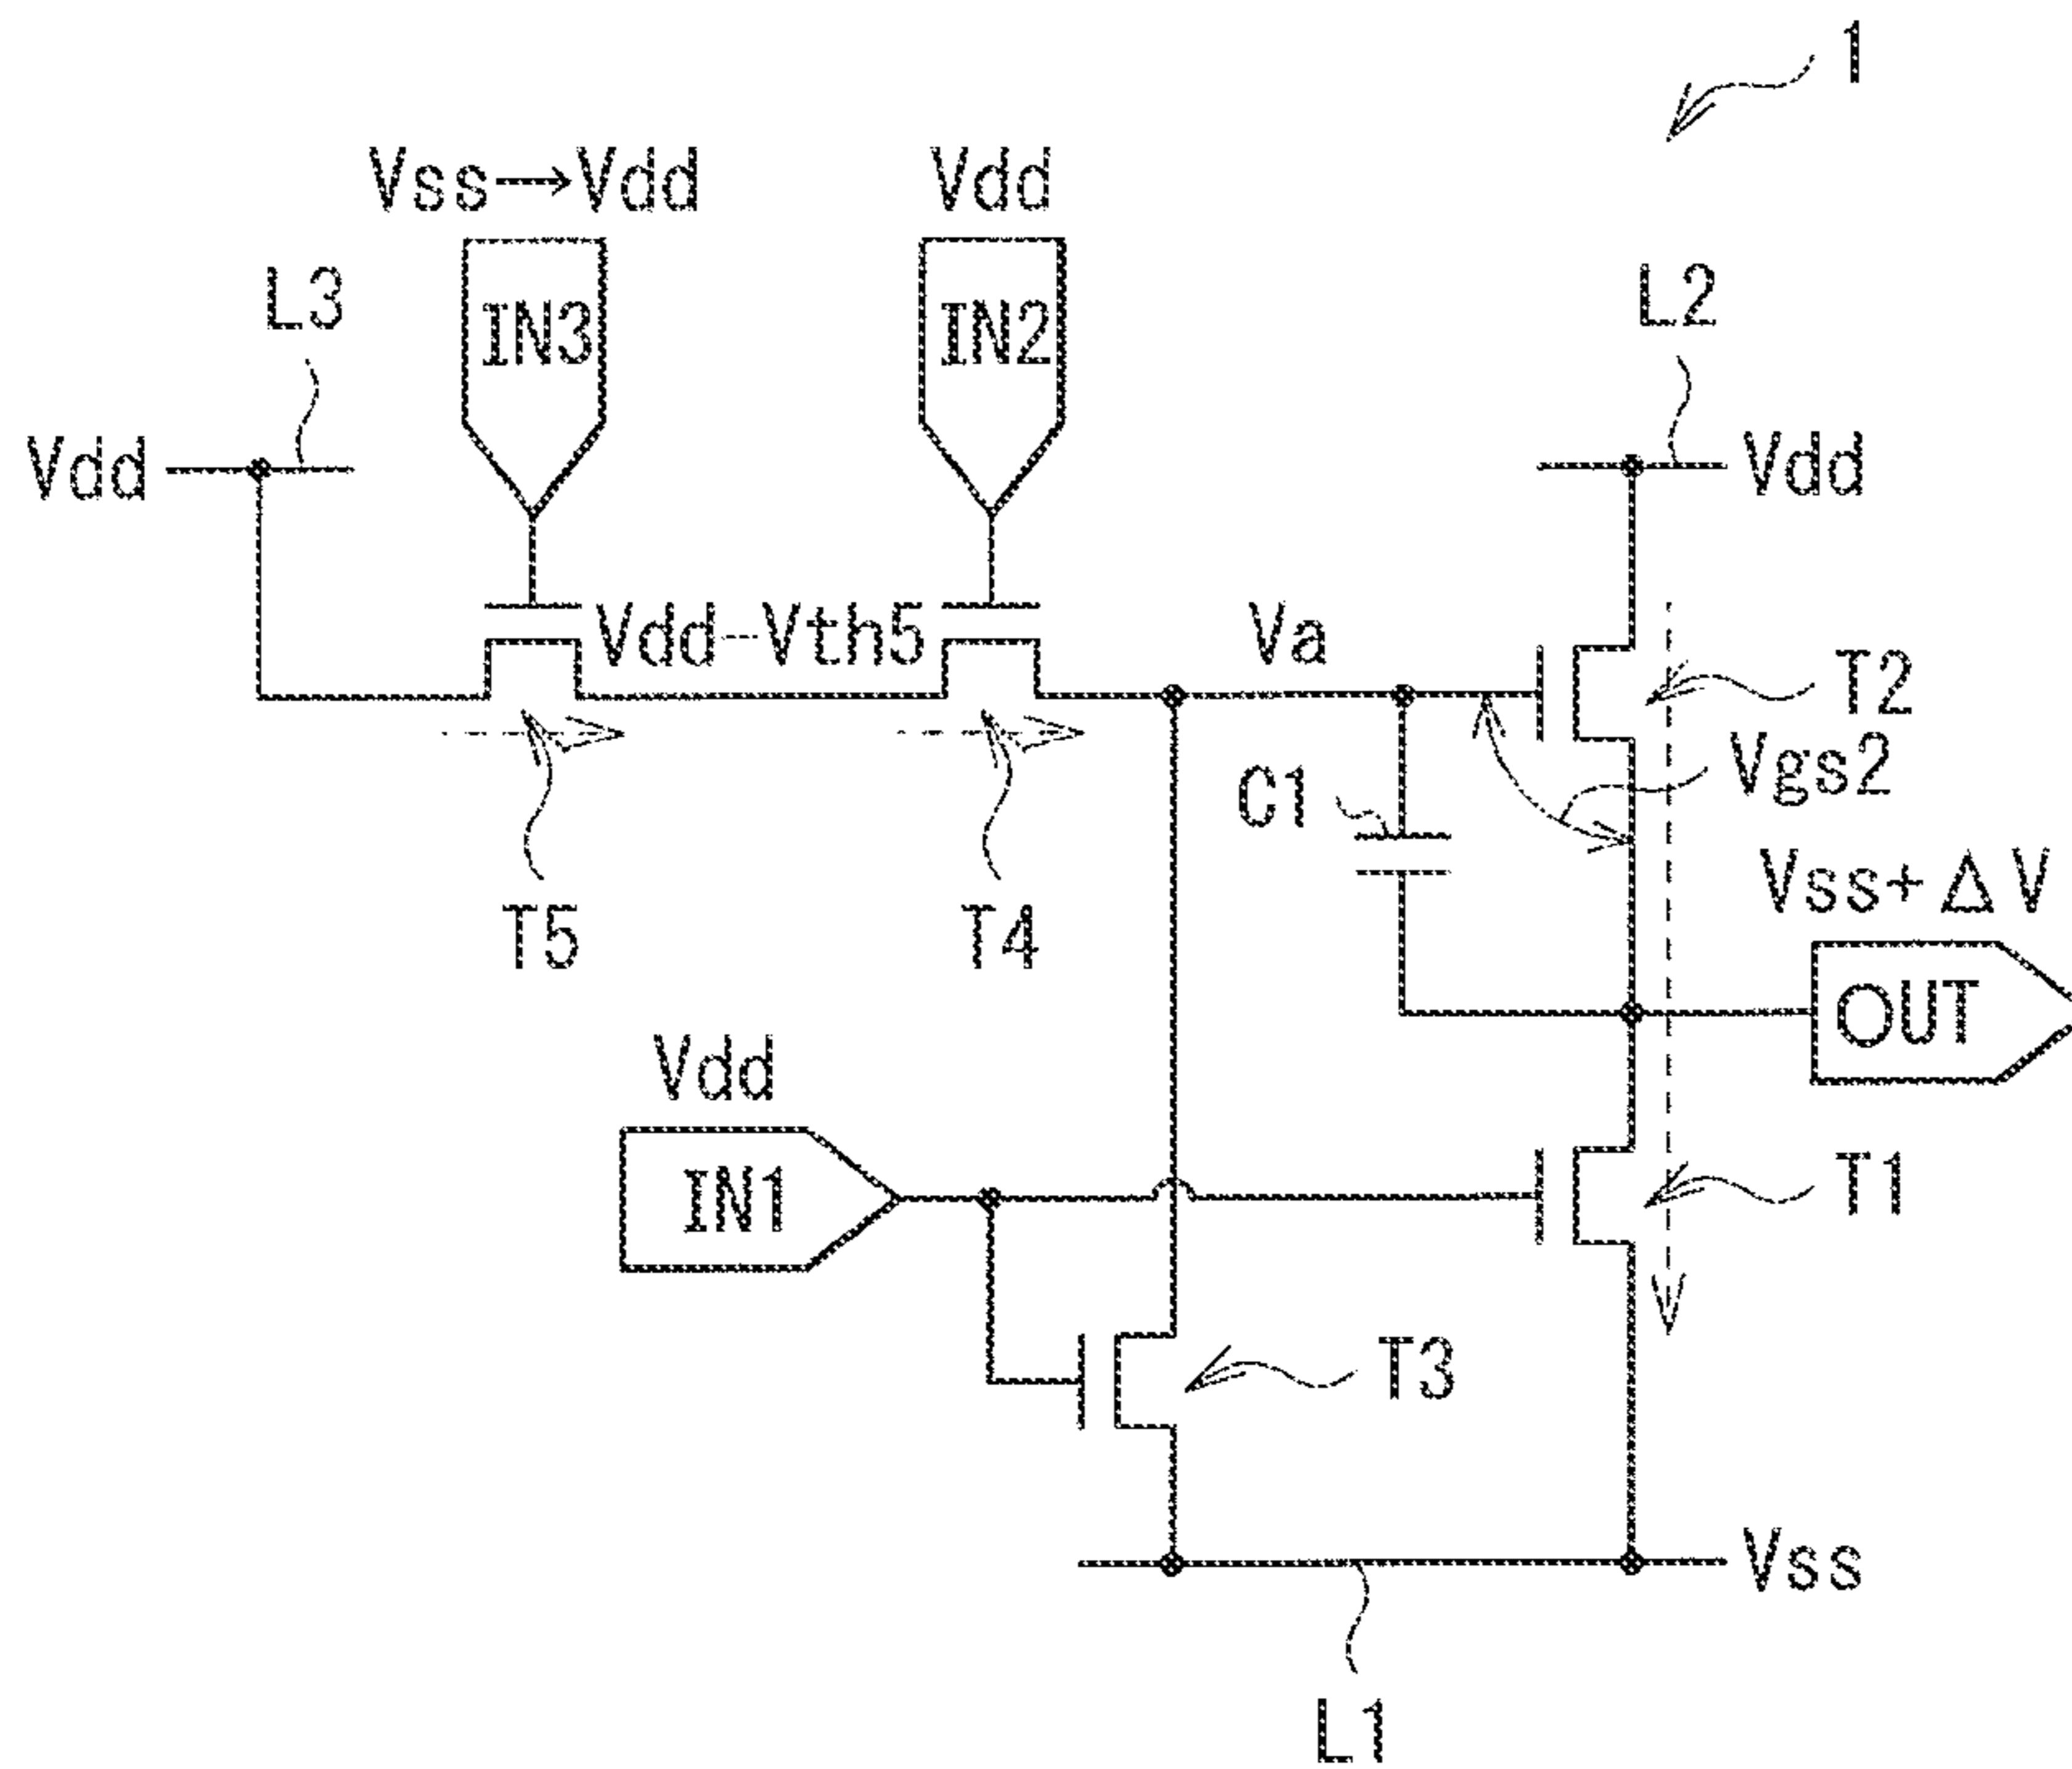 1
Vss→Vdd
Vdd
L3
IN3
IN2
L2
Vdd
Vdd
Vdd-Vth5
Va
T2
Vgs2
C1
Vss+ΔV
T5
T4
OUT
Vdd
IN1
T1
T3
Vss
L1